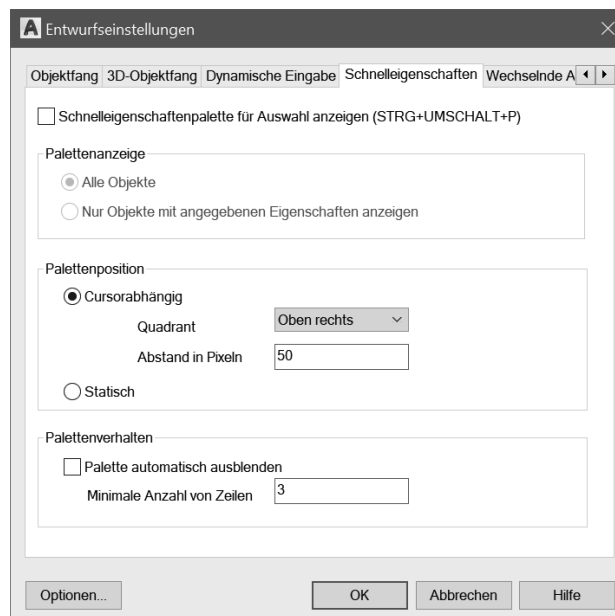 A Entwurfseinstellungen
Objektfang 3D-Objektfang Dynamische Eingabe Schnelleigenschaften Wechselnde A
Schnelleigenschaftenpalette für Auswahl anzeigen (STRG+UMSCHALT+P)
Palettenanzeige
Alle Objekte
Nur Objekte mit angegebenen Eigenschaften anzeigen
Palettenposition
Cursorabhängig
Quadrant Oben rechts
Abstand in Pixeln 50
Statisch
Palettenverhalten
Palette automatisch ausblenden
Minimale Anzahl von Zeilen 3
Optionen... OK Abbrechen Hilfe